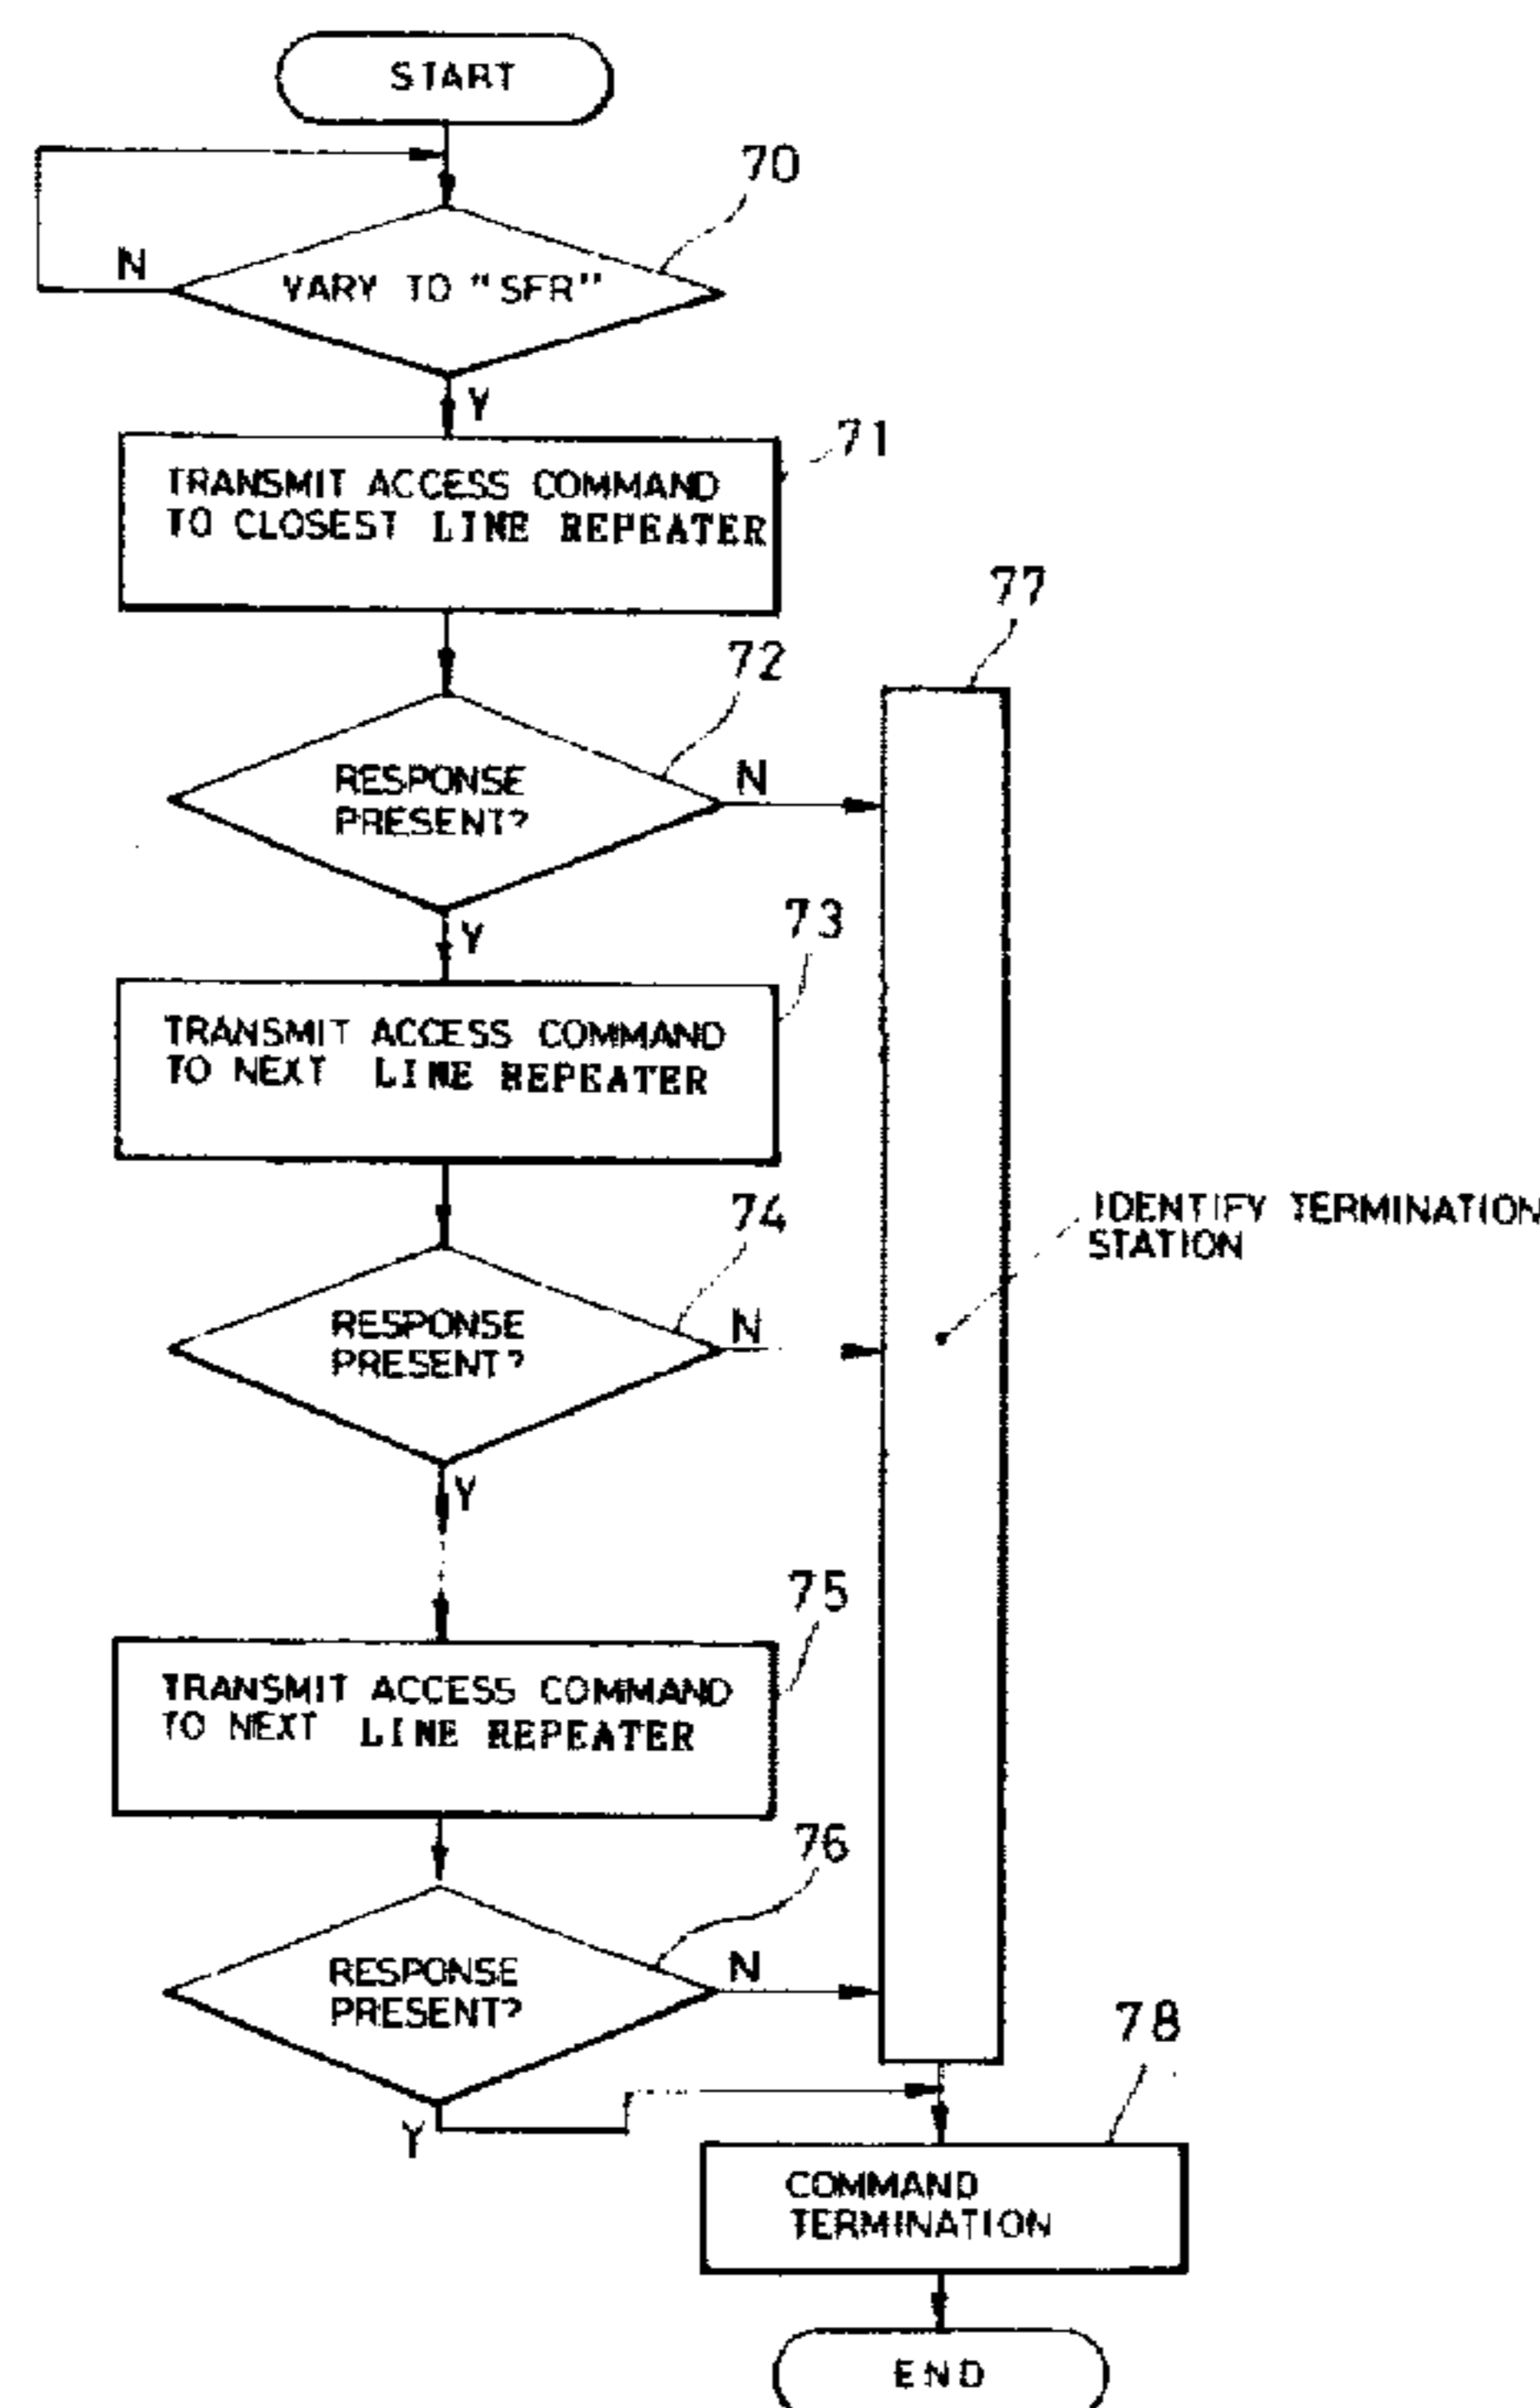 START
70
N
VARY TO "SFR"
Y
71
TRANSMIT ACCESS COMMAND
TO CLOSEST LINE REPEATER
77
72
RESPONSE
PRESENT?
N
Y
73
TRANSMIT ACCESS COMMAND
TO NEXT LINE REPEATER
74
IDENTIFY TERMINATION
STATION
RESPONSE
PRESENT?
N
Y
75
TRANSMIT ACCESS COMMAND
TO NEXT LINE REPEATER
76
RESPONSE
PRESENT?
N
78
Y
COMMAND
TERMINATION
END